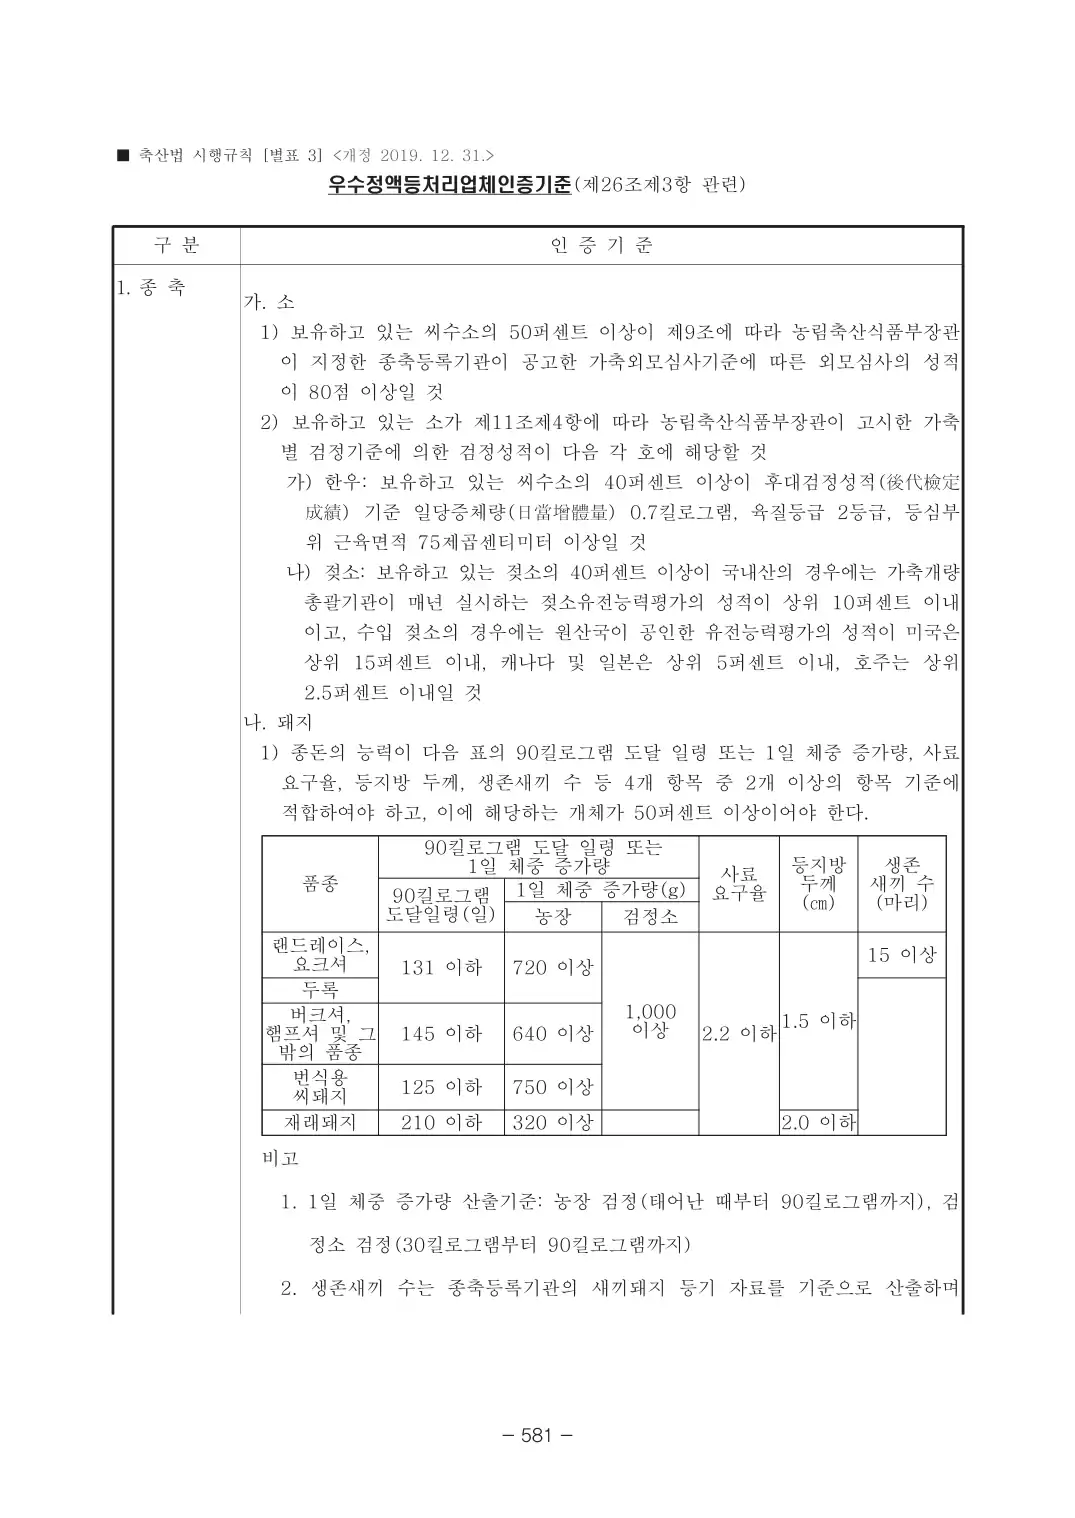 ■ 축산법 시행규칙 [별표 3] <개정 2019. 12. 31.>
우수정액등처리업체인증기준(제26조제3항 관련)
구 분
인 증 기 준
1. 종 축
가. 소
1) 보유하고 있는 씨수소의 50퍼센트 이상이 제9조에 따라 농림축산식품부장관
이 지정한 종축등록기관이 공고한 가축외모심사기준에 따른 외모심사의 성적
이 80점 이상일 것
2) 보유하고 있는 소가 제11조제4항에 따라 농림축산식품부장관이 고시한 가축
별 검정기준에 의한 검정성적이 다음 각 호에 해당할 것
가) 한우: 보유하고 있는 씨수소의 40퍼센트 이상이 후대검정성적(後代檢定
成績) 기준 일당증체량(日當增體量) 0.7킬로그램, 육질등급 2등급, 등심부
위 근육면적 75제곱센티미터 이상일 것
나) 젖소: 보유하고 있는 젖소의 40퍼센트 이상이 국내산의 경우에는 가축개량
총괄기관이 매년 실시하는 젖소유전능력평가의 성적이 상위 10퍼센트 이내
이고, 수입 젖소의 경우에는 원산국이 공인한 유전능력평가의 성적이 미국은
상위 15퍼센트 이내, 캐나다 및 일본은 상위 5퍼센트 이내, 호주는 상위
2.5퍼센트 이내일 것
나. 돼지
1) 종돈의 능력이 다음 표의 90킬로그램 도달 일령 또는 1일 체중 증가량, 사료
요구율, 등지방 두께, 생존새끼 수 등 4개 항목 중 2개 이상의 항목 기준에
적합하여야 하고, 이에 해당하는 개체가 50퍼센트 이상이어야 한다.
품종
90킬로그램 도달 일령 또는
1일 체중 증가량
90킬로그램
도달일령(일)
1일 체중 증가량(g)
농장
검정소
사료
요구율
등지방
두께
(㎝)
생존
새끼 수
(마리)
랜드레이스,
요크셔
131 이하
720 이상
1,000
이상
2.2 이하
1.5 이하
15 이상
두록
버크셔,
햄프셔 및 그
밖의 품종
145 이하
640 이상
번식용
씨돼지
125 이하
750 이상
재래돼지
210 이하
320 이상
2.0 이하
비고
1. 1일 체중 증가량 산출기준: 농장 검정(태어난 때부터 90킬로그램까지), 검
정소 검정(30킬로그램부터 90킬로그램까지)
2. 생존새끼 수는 종축등록기관의 새끼돼지 등기 자료를 기준으로 산출하며
- 581 -